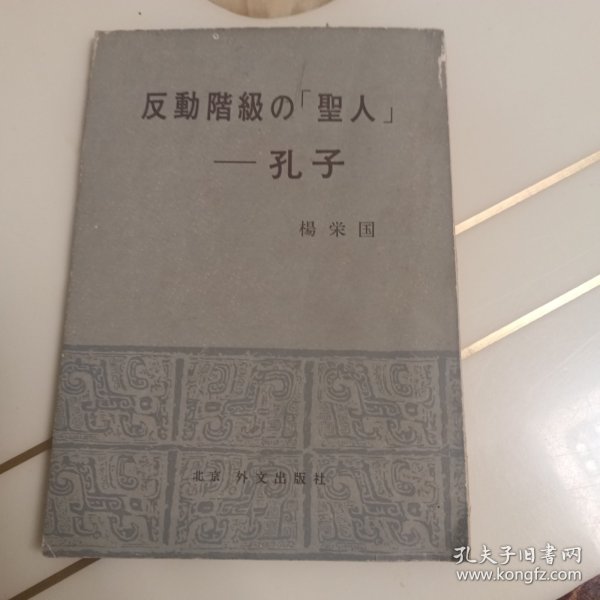 反動階級の「聖人」
—孔子
楊栄国
北京 外文出版社
孔夫子旧书网
www.kongfz.com